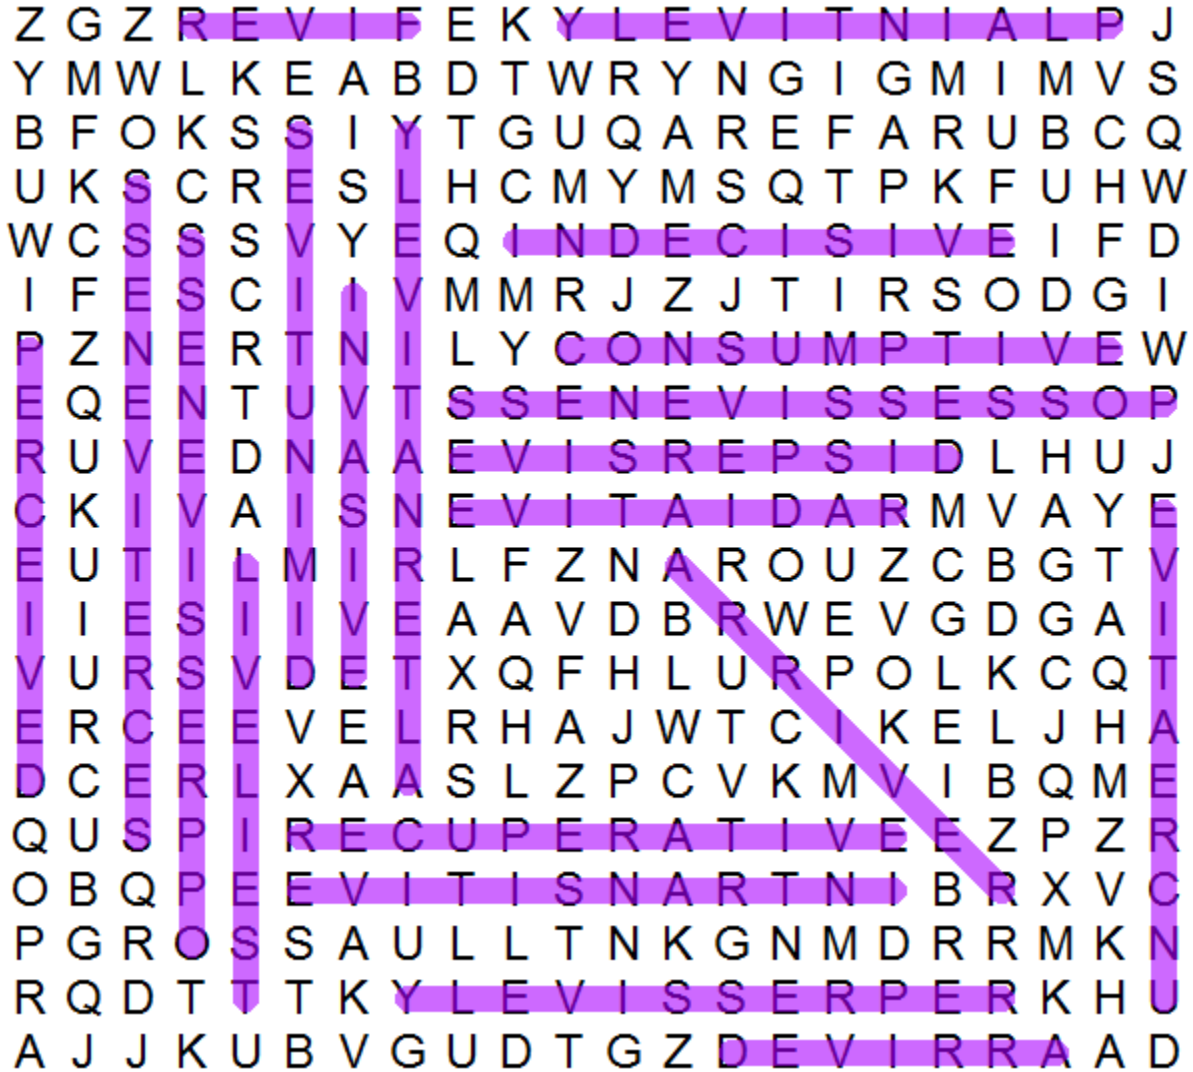 Z G Z R E V I F E K Y L E V I T N I A L P J
Y M W L K E A B D T W R Y N G I G M I M V S
B F O K S S I Y T G U Q A R E F A R U B C Q
U K S C R E S L H C M Y M S Q T P K F U H W
W C S S S V Y E Q I N D E C I S I V E I F D
I F E S C I I V M M R J Z J T I R S O D G I
P Z N E R T N I L Y C O N S U M P T I V E W
E Q E N T U V T S S E N E V I S S E S S O P
R U V E D N A A E V I S R E P S I D L H U J
C K I V A I S N E V I T A I D A R M V A Y E
E U T I L M I R L F Z N A R O U Z C B G T V
I I E S I I V E A A V D B R W E V G D G A I
V U R S V D E T X Q F H L U R P O L K C Q T
E R C E E V E L R H A J W T C I K E L J H A
D C E R L X A A S L Z P C V K M V I B Q M E
Q U S P I R E C U P E R A T I V E E Z P Z R
O B Q P E E V I T I S N A R T N I B R X V C
P G R O S S A U L L T N K G N M D R R M K N
R Q D T T T K Y L E V I S S E R P E R K H U
A J J K U B V G U D T G Z D E V I R R A A D